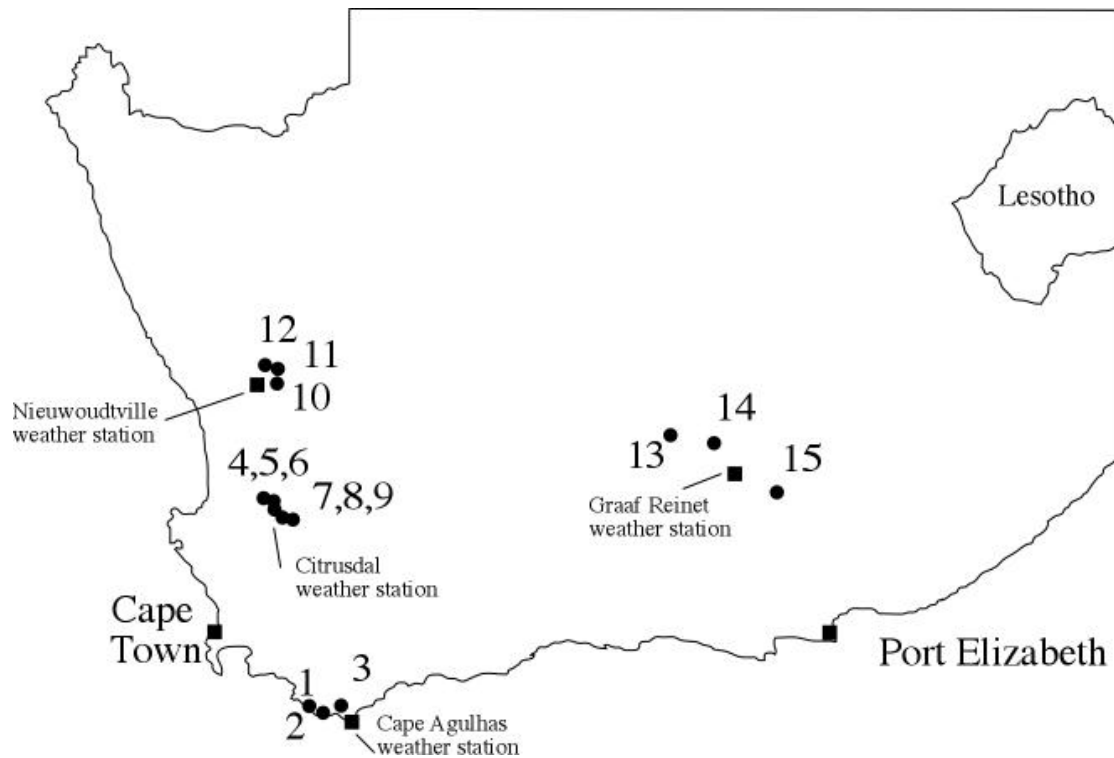 Lesotho
12
11
10
Nieuwoudtville
weather station
14
13
15
4,5,6
7,8,9
Graaf Reinet
weather station
Citrusdal
weather station
Cape
Town
Port Elizabeth
1
3
2
Cape Agulhas
weather station